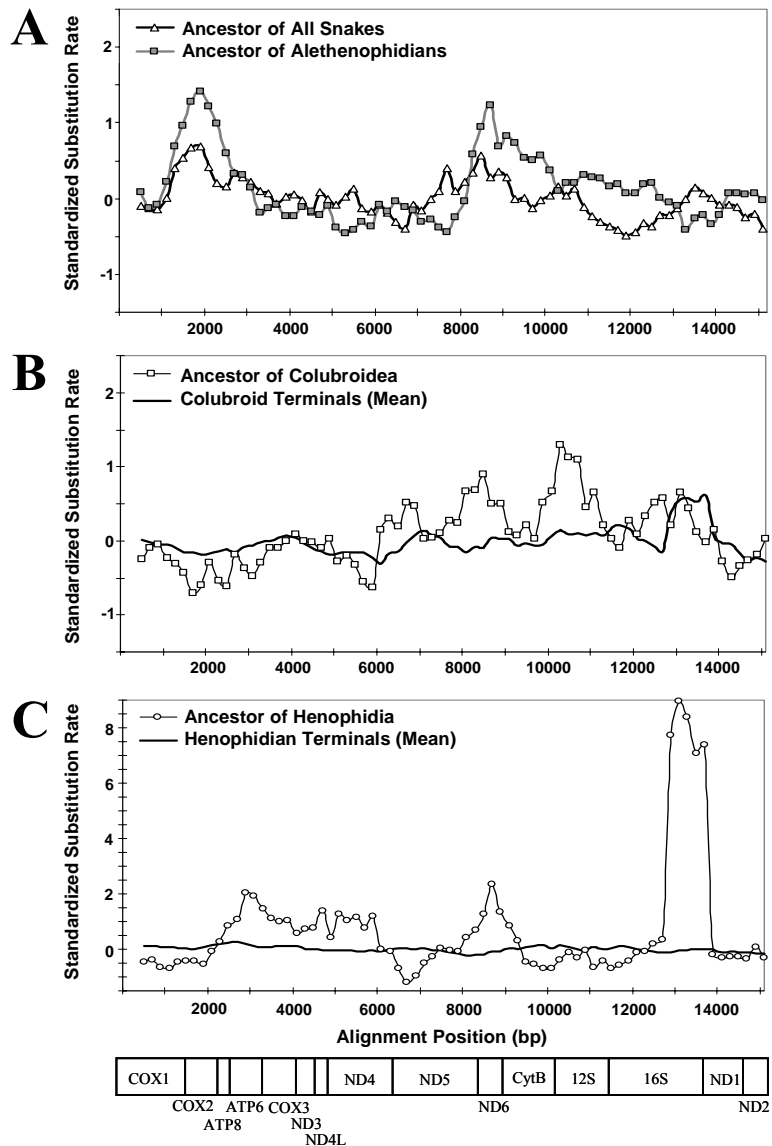 A
Standardized Substitution Rate
Ancestor of All Snakes
Ancestor of Alethenophidians
2
1
0
-1
2000 4000 6000 8000 10000 12000 14000
B
Standardized Substitution Rate
Ancestor of Colubroidea
Colubroid Terminals (Mean)
2
1
0
-1
2000 4000 6000 8000 10000 12000 14000
C
Standardized Substitution Rate
Ancestor of Henophidia
Henophidian Terminals (Mean)
8
6
4
2
0
2000 4000 6000 8000 10000 12000 14000
Alignment Position (bp)
COX1 ND4 ND5 CytB 12S 16S ND1
COX2 ATP6 COX3 ND6 ND2
ATP8 ND3
ND4L